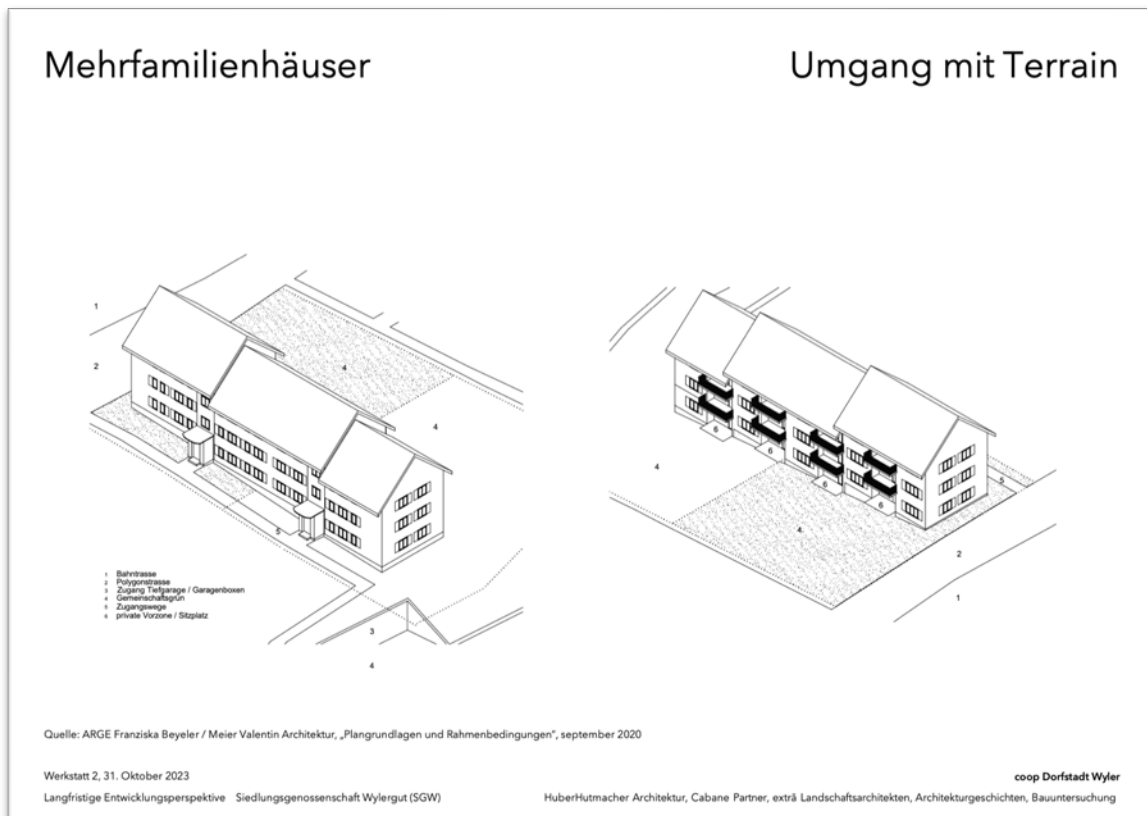 Mehrfamilienhäuser
Umgang mit Terrain
1
2
4
4
5
3
4
1 Bahntrasse
2 Polygonstrasse
3 Zugang Tiefgarage / Garagenboxen
4 Gemeinschaftsgrün
5 Zugangswege
6 private Vorzone / Sitzplatz
6
6
6
6
4
4
5
2
1
Quelle: ARGE Franziska Beyeler / Meier Valentin Architektur, „Plangrundlagen und Rahmenbedingungen", september 2020
Werkstatt 2, 31. Oktober 2023
coop Dorfstadt Wyler
Langfristige Entwicklungsperspektive Siedlungsgenossenschaft Wylergut (SGW)
HuberHutmacher Architektur, Cabane Partner, extrã Landschaftsarchitekten, Architekturgeschichten, Bauuntersuchung